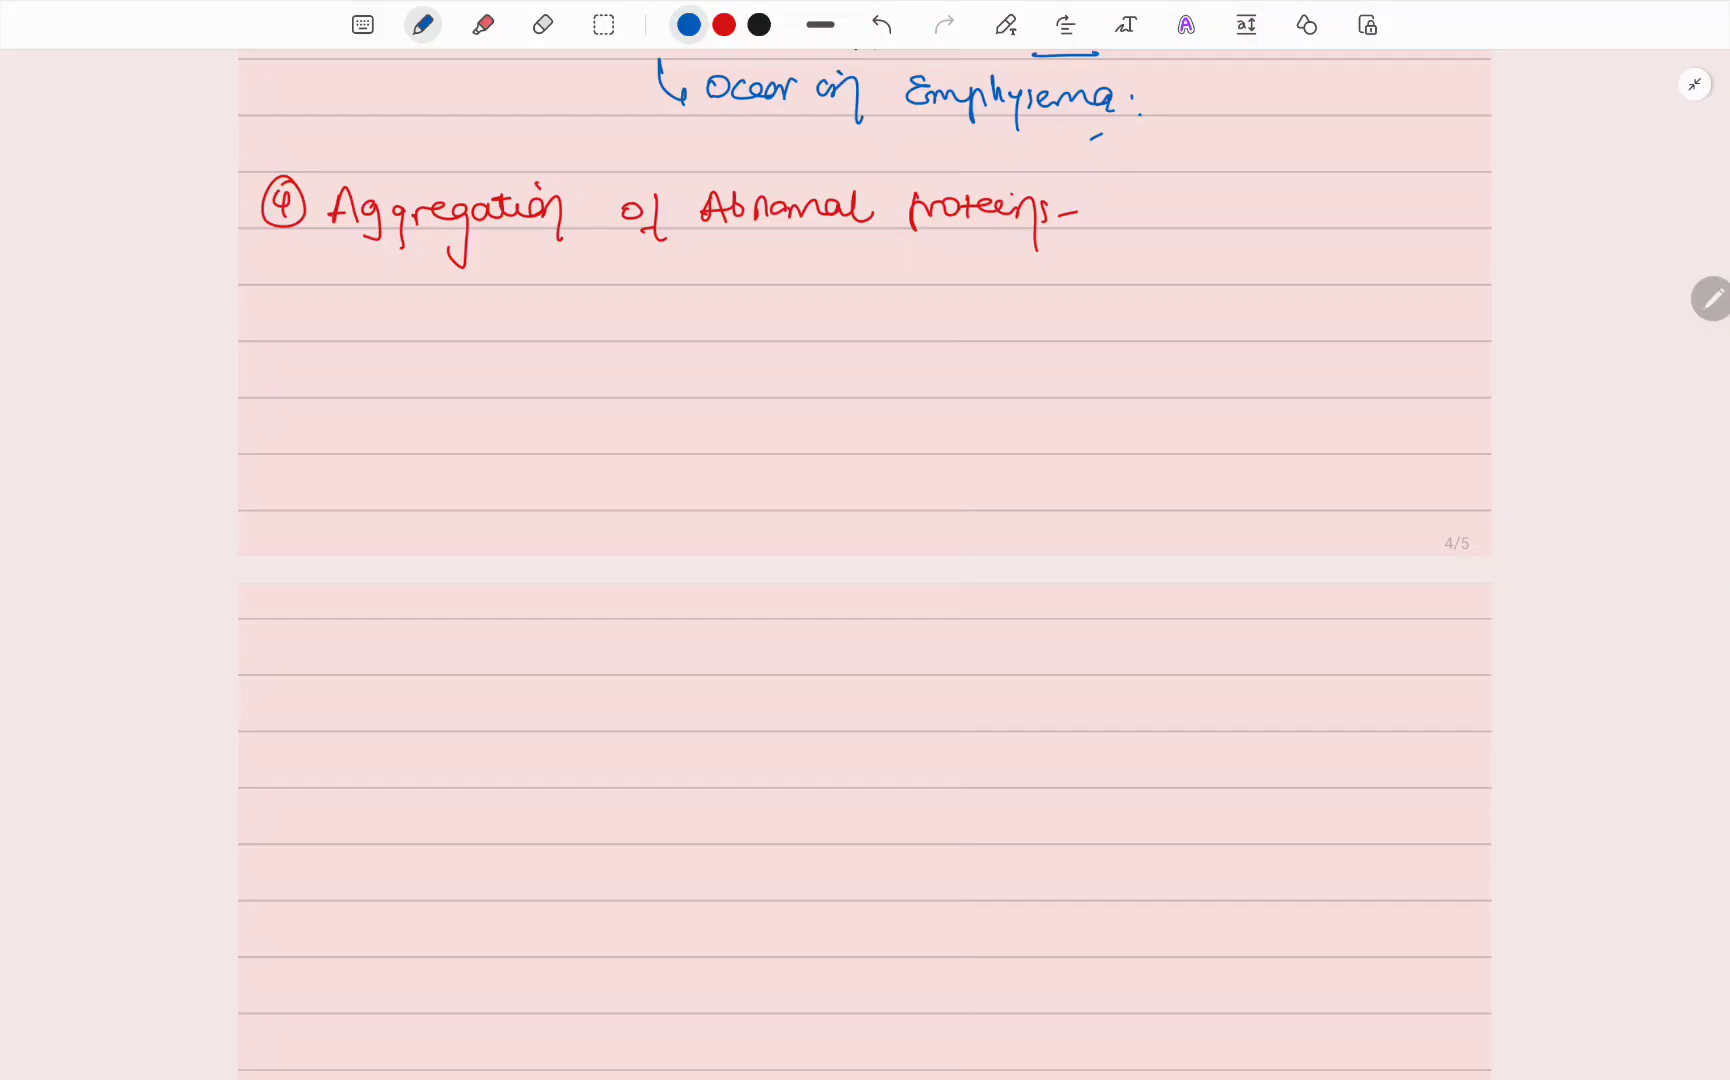 ↳ Occur in Emphysema.
④ Aggregation of Abnormal proteins-
4/5